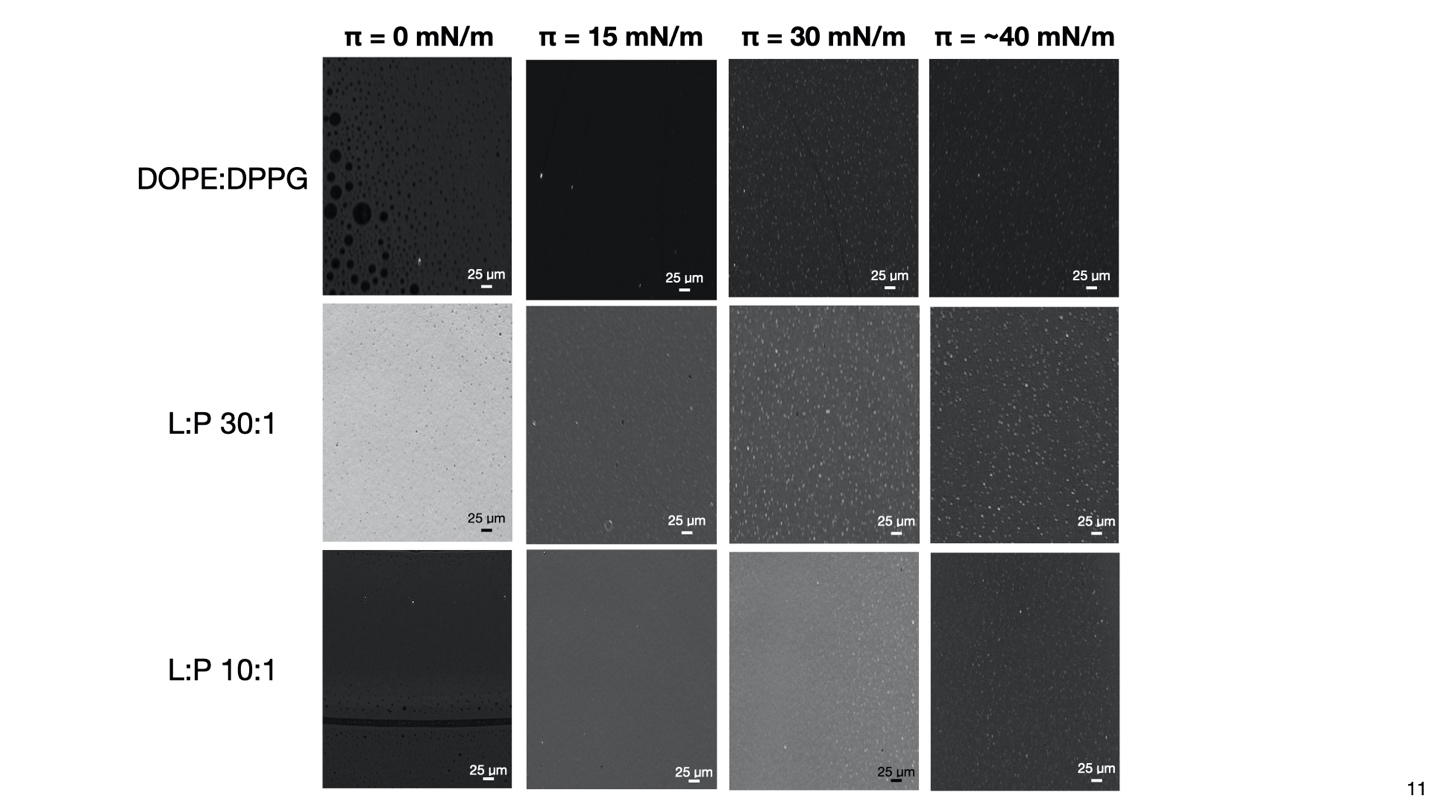 π = 0 mN/m π = 15 mN/m π = 30 mN/m π = ~40 mN/m
DOPE:DPPG
25 µm 25 µm 25 µm 25 µm
L:P 30:1
25 µm 25 µm 25 µm 25 µm
L:P 10:1
25 µm 25 µm 25 µm 25 µm
11